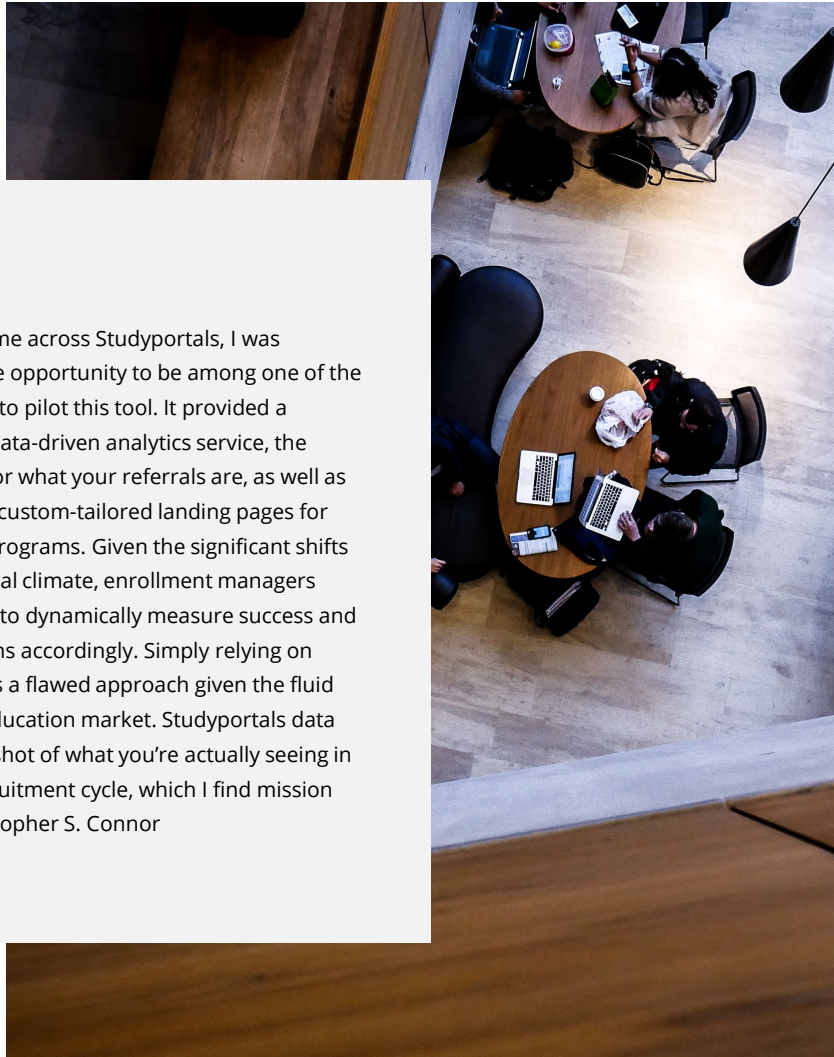 me across Studyportals, I was
e opportunity to be among one of the
to pilot this tool. It provided a
ata-driven analytics service, the
or what your referrals are, as well as
custom-tailored landing pages for
rograms. Given the significant shifts
al climate, enrollment managers
to dynamically measure success and
ns accordingly. Simply relying on
s a flawed approach given the fluid
ducation market. Studyportals data
shot of what you’re actually seeing in
uitment cycle, which I find mission
opher S. Connor